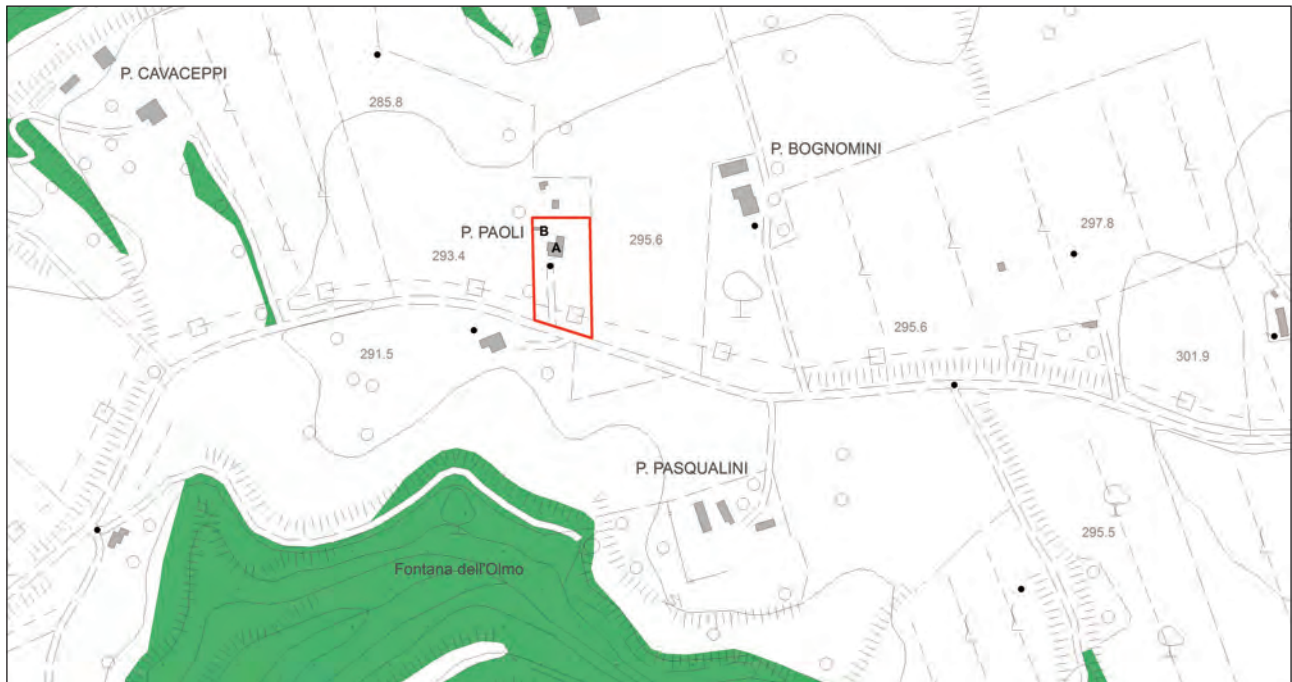 P. CAVACEPPI
285.8
P. BOGNOMINI
297.8
P. PAOLI
B
A
295.6
293.4
295.6
291.5
301.9
P. PASQUALINI
295.5
Fontana dell'Olmo